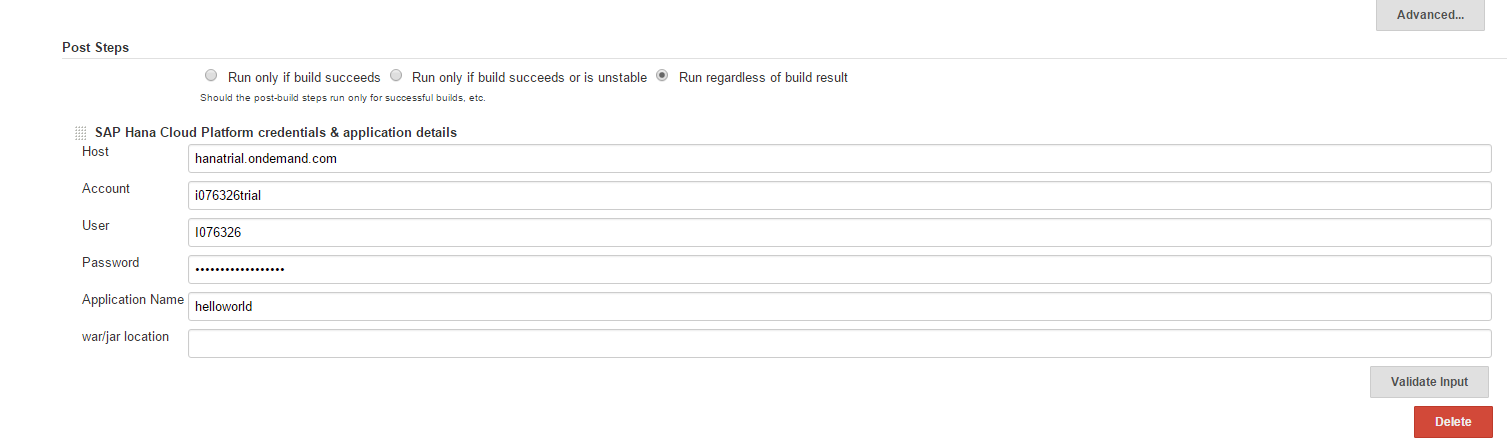 Advanced...
Post Steps
Run only if build succeeds Run only if build succeeds or is unstable Run regardless of build result
Should the post-build steps run only for successful builds, etc.
SAP Hana Cloud Platform credentials & application details
Host hanatrial.ondemand.com
Account i076326trial
User I076326
Password ••••••••••••••••••
Application Name helloworld
war/jar location
Validate Input
Delete